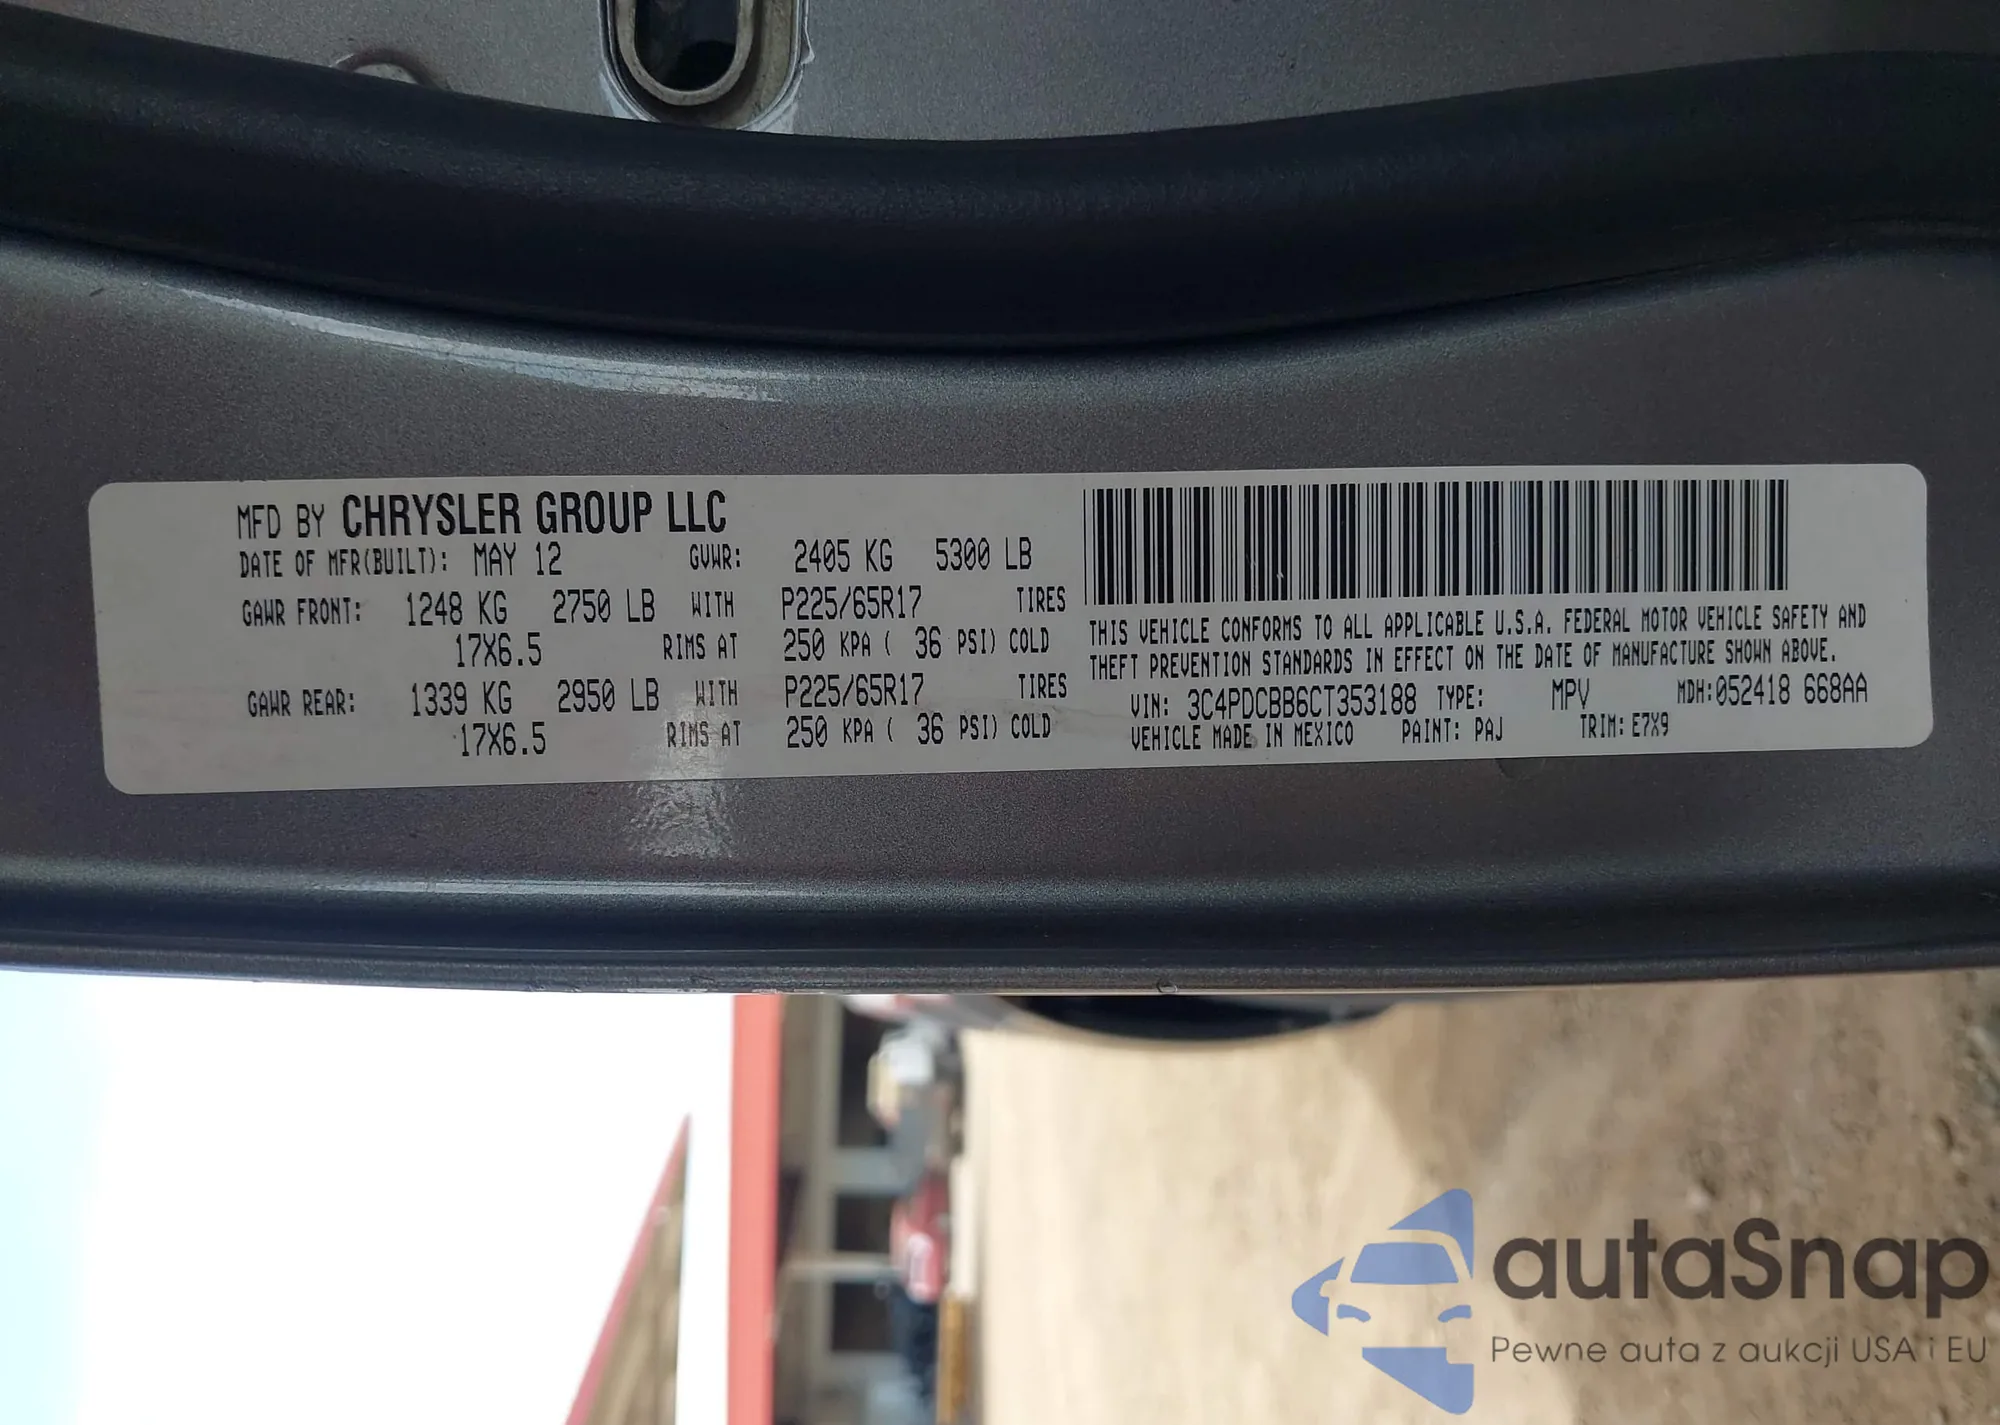 MFD BY CHRYSLER GROUP LLC
DATE OF MFR(BUILT): MAY 12 GVWR: 2405 KG 5300 LB
GAWR FRONT: 1248 KG 2750 LB WITH P225/65R17 TIRES
17X6.5 RIMS AT 250 KPA ( 36 PSI) COLD
GAWR REAR: 1339 KG 2950 LB WITH P225/65R17 TIRES
17X6.5 RIMS AT 250 KPA ( 36 PSI) COLD
THIS VEHICLE CONFORMS TO ALL APPLICABLE U.S.A. FEDERAL MOTOR VEHICLE SAFETY AND
THEFT PREVENTION STANDARDS IN EFFECT ON THE DATE OF MANUFACTURE SHOWN ABOVE.
VIN: 3C4PDCBB6CT353188 TYPE: MPV MDH:052418 668AA
VEHICLE MADE IN MEXICO PAINT: PAJ TRIM: E7X9
autaSnap
Pewne auta z aukcji USA i EU